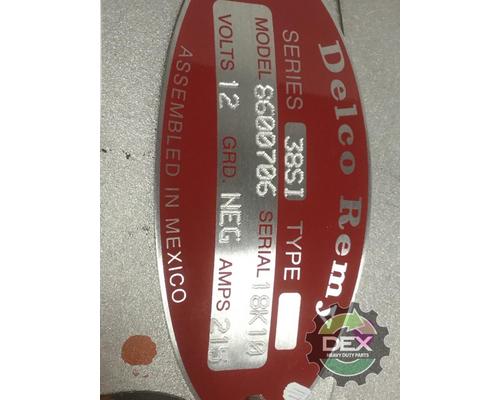 Delco Remy
SERIES 38SI TYPE
MODEL 8600706 SERIAL 18K10
VOLTS 12 GRD. NEG AMPS 215
ASSEMBLED IN MEXICO
DEX
HEAVY DUTY PARTS